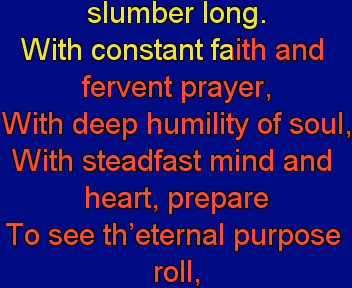 slumber long.
With constant faith and
fervent prayer,
With deep humility of soul,
With steadfast mind and
heart, prepare
To see th’eternal purpose
roll,